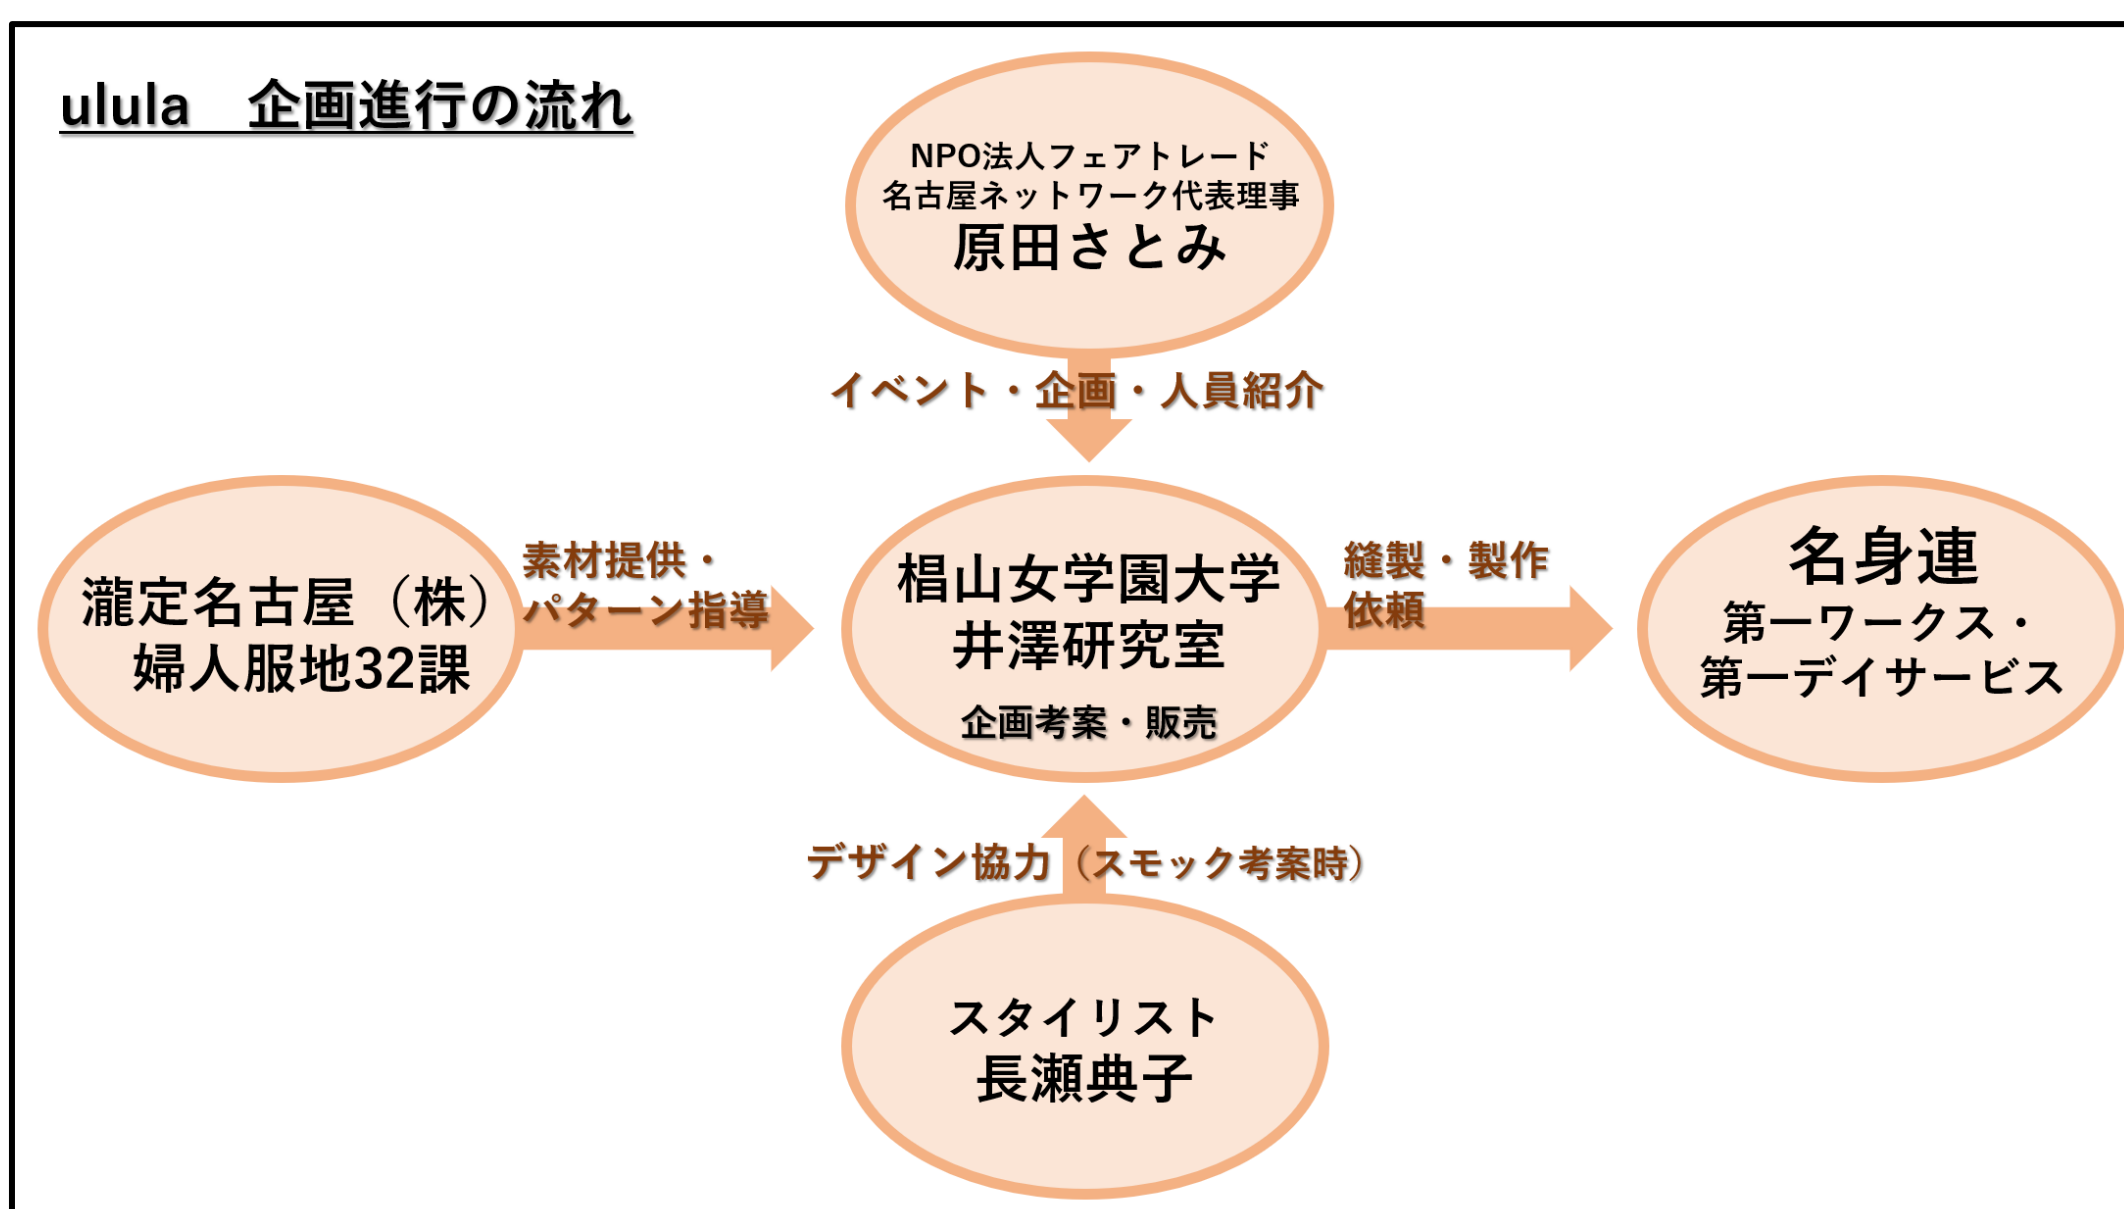 ulula　企画進行の流れ
NPO法人フェアトレード
名古屋ネットワーク代表理事
原田さとみ
イベント・企画・人員紹介
瀧定名古屋（株）
婦人服地32課
素材提供・
パターン指導
椙山女学園大学
井澤研究室
企画考案・販売
縫製・製作
依頼
名身連
第一ワークス・
第一デイサービス
デザイン協力（スモック考案時）
スタイリスト
長瀬典子